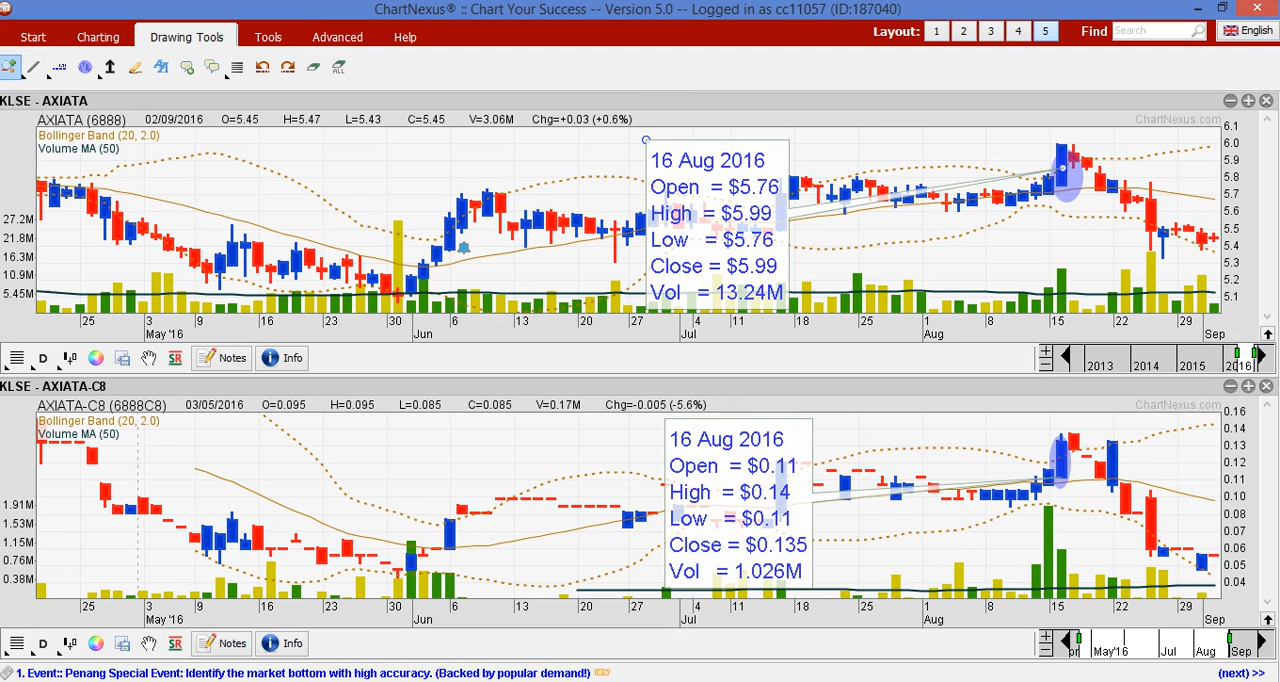 ChartNexus® :: Chart Your Success -- Version 5.0 -- Logged in as cc11057 (ID:187040)
Start Charting Drawing Tools Tools Advanced Help Layout: 1 2 3 4 5 Find Search English
ALL
KLSE - AXIATA
AXIATA (6888) 02/09/2016 O=5.45 H=5.47 L=5.43 C=5.45 V=3.06M Chg=+0.03 (+0.6%) ChartNexus.com
Bollinger Band (20, 2.0)
Volume MA (50)
16 Aug 2016
Open = $5.76
High = $5.99
Low = $5.76
Close = $5.99
Vol = 13.24M
27.2M
21.8M
16.3M
10.9M
5.45M
6.1
6.0
5.9
5.8
5.7
5.6
5.5
5.4
5.3
5.2
5.1
25 3 9 16 23 30 6 13 20 27 4 11 18 25 8 15 22 29
May'16 Jun Jul Aug Sep
D Notes Info 2013 2014 2015 2016
KLSE - AXIATA-C8
AXIATA-C8 (6888C8) 03/05/2016 O=0.095 H=0.095 L=0.085 C=0.085 V=0.17M Chg=-0.005 (-5.6%) ChartNexus.com
Bollinger Band (20, 2.0)
Volume MA (50)
16 Aug 2016
Open = $0.11
High = $0.14
Low = $0.11
Close = $0.135
Vol = 1.026M
1.91M
1.53M
1.15M
0.76M
0.38M
0.16
0.14
0.13
0.12
0.11
0.10
0.08
0.07
0.06
0.05
0.04
25 3 9 16 23 30 6 13 20 27 4 11 18 25 8 15 22 29
May'16 Jun Jul Aug Sep
D Notes Info May'16 Jul Aug Sep
1. Event:: Penang Special Event: Identify the market bottom with high accuracy. (Backed by popular demand!) NEW (next) >>